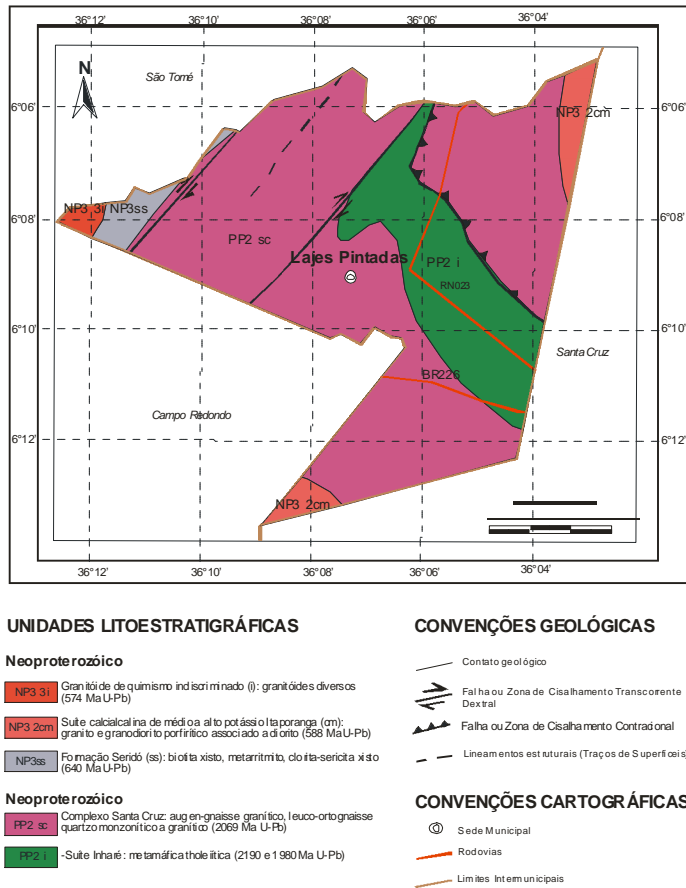 36°12' 36°10' 36°08' 36°06' 36°04'
N
São Tomé
6°06' 6°06'
NP3 2cm
NP3 3i NP3ss
6°08' 6°08'
PP2 sc
Lajes Pintadas
PP2 i
RN023
6°10' 6°10'
Santa Cruz
BR226
Campo Redondo
6°12' 6°12'
NP3 2cm
36°12' 36°10' 36°08' 36°06' 36°04'
UNIDADES LITOESTRATIGRÁFICAS
Neoproterozóico
NP3 3i Granitóide de quimismo indiscriminado (i): granitóides diversos
(574 Ma U-Pb)
NP3 2cm Suíte calcialcalina de médio a alto potássio Itaporanga (cm):
granito e granodiorito porfirítico associado a diorito (588 Ma U-Pb)
NP3ss Formação Seridó (ss): biotita xisto, metarritmito, clorita-sericita xisto
(640 Ma U-Pb)
Neoproterozóico
PP2 sc Complexo Santa Cruz: augen-gnaisse granítico, leuco-ortognaisse
quartzo monzonítico a granítico (2069 Ma U-Pb)
PP2 i -Suíte Inharé: metamáfica tholeiítica (2190 e 1980 Ma U-Pb)
CONVENÇÕES GEOLÓGICAS
Contato geológico
Falha ou Zona de Cisalhamento Transcorrente
Dextral
Falha ou Zona de Cisalhamento Contracional
Lineamentos estruturais (Traços de Superfícies)
CONVENÇÕES CARTOGRÁFICAS
Sede Municipal
Rodovias
Limites Intermunicipais